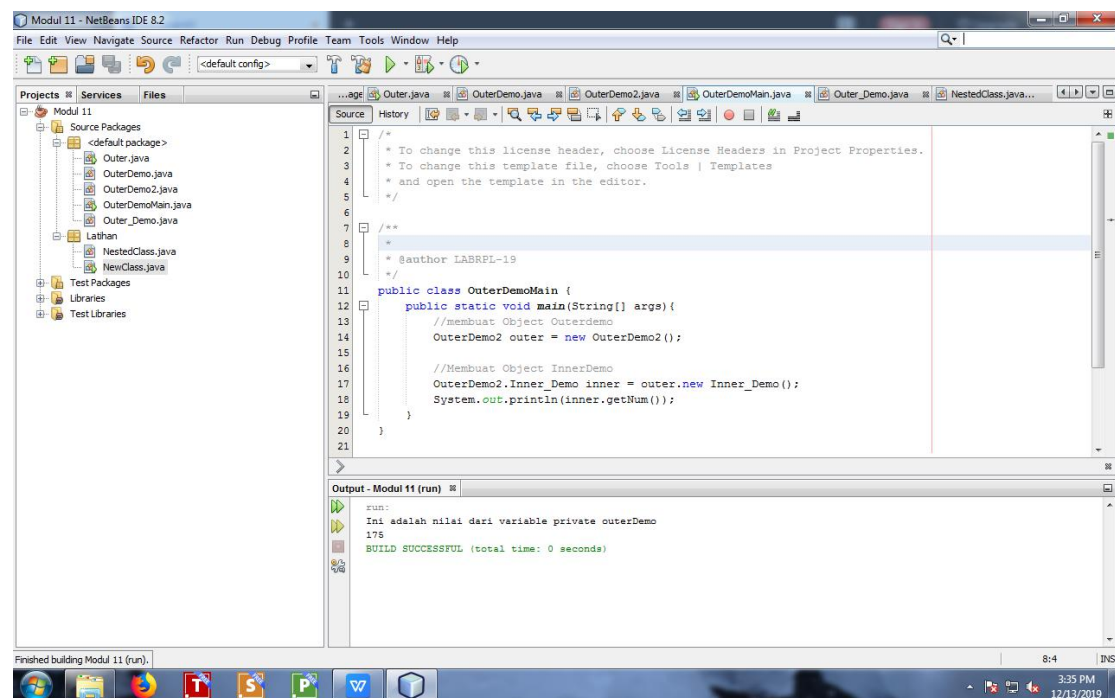 Modul 11 - NetBeans IDE 8.2
File Edit View Navigate Source Refactor Run Debug Profile Team Tools Window Help
<default config>
Projects Services Files
Modul 11
Source Packages
<default package>
Outer.java
OuterDemo.java
OuterDemo2.java
OuterDemoMain.java
Outer_Demo.java
Latihan
NestedClass.java
NewClass.java
Test Packages
Libraries
Test Libraries
...age Outer.java OuterDemo.java OuterDemo2.java OuterDemoMain.java Outer_Demo.java NestedClass.java...
Source History
1 /*
2 * To change this license header, choose License Headers in Project Properties.
3 * To change this template file, choose Tools | Templates
4 * and open the template in the editor.
5 */
6
7 /**
8 *
9 * @author LABRPL-19
10 */
11 public class OuterDemoMain {
12 public static void main(String[] args){
13 //membuat Object Outerdemo
14 OuterDemo2 outer = new OuterDemo2();
15
16 //Membuat Object InnerDemo
17 OuterDemo2.Inner_Demo inner = outer.new Inner_Demo();
18 System.out.println(inner.getNum());
19 }
20 }
21
Output - Modul 11 (run)
run:
Ini adalah nilai dari variable private outerDemo
175
BUILD SUCCESSFUL (total time: 0 seconds)
Finished building Modul 11 (run).
8:4 INS
T S P W
3:35 PM
12/13/2019